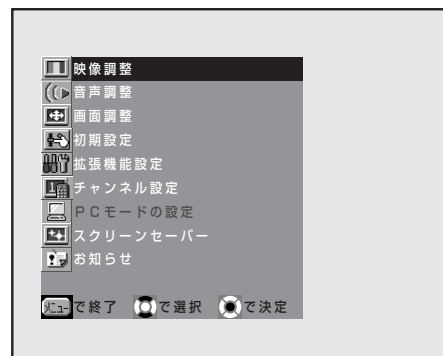 映像調整
音声調整
画面調整
初期設定
拡張機能設定
チャンネル設定
PCモードの設定
スクリーンセーバー
お知らせ
メニューで終了 で選択 で決定